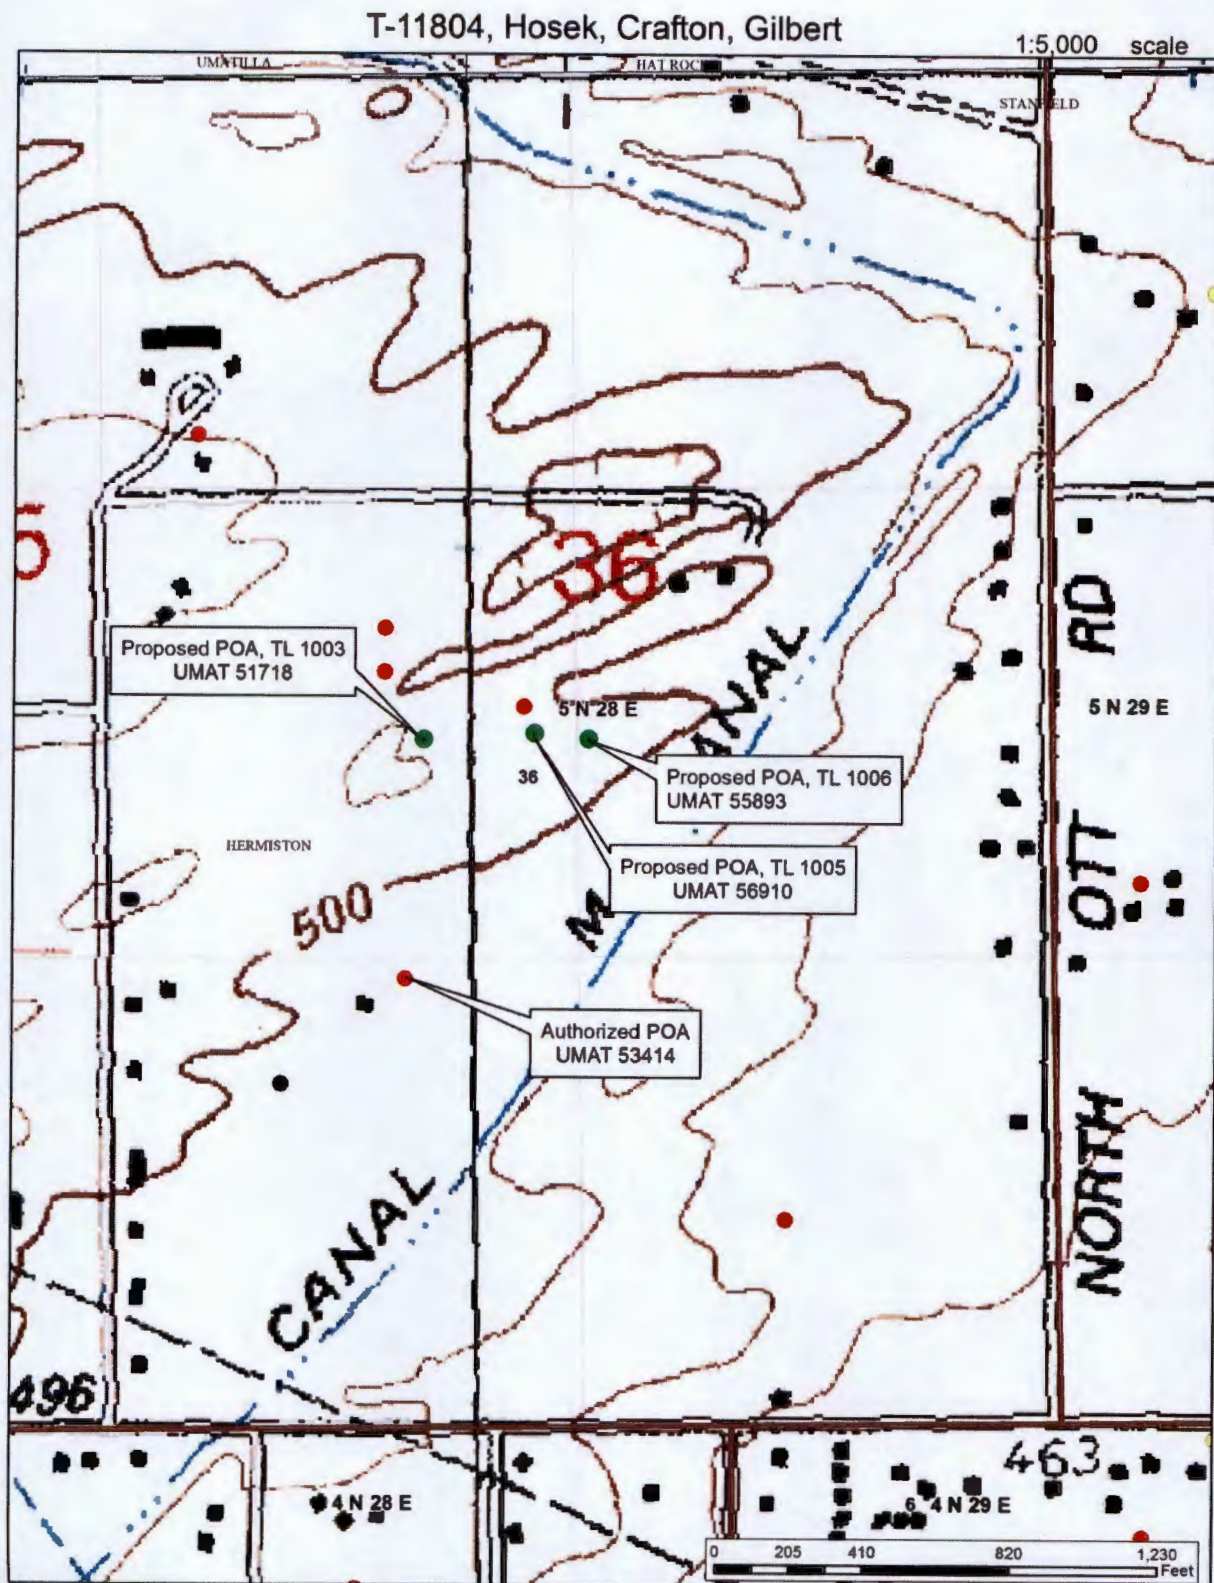 T-11804, Hosek, Crafton, Gilbert
1:5,000 scale
UMATILLA
HAT ROCK
STANFIELD
36
5
Proposed POA, TL 1003
UMAT 51718
5 N 28 E
5 N 29 E
RD
36
Proposed POA, TL 1006
UMAT 55893
HERMISTON
Proposed POA, TL 1005
UMAT 56910
500
OTT
M
NAL
Authorized POA
UMAT 53414
NORTH
CANAL
496
463
4 N 28 E
6 4 N 29 E
0 205 410 820 1,230
Feet